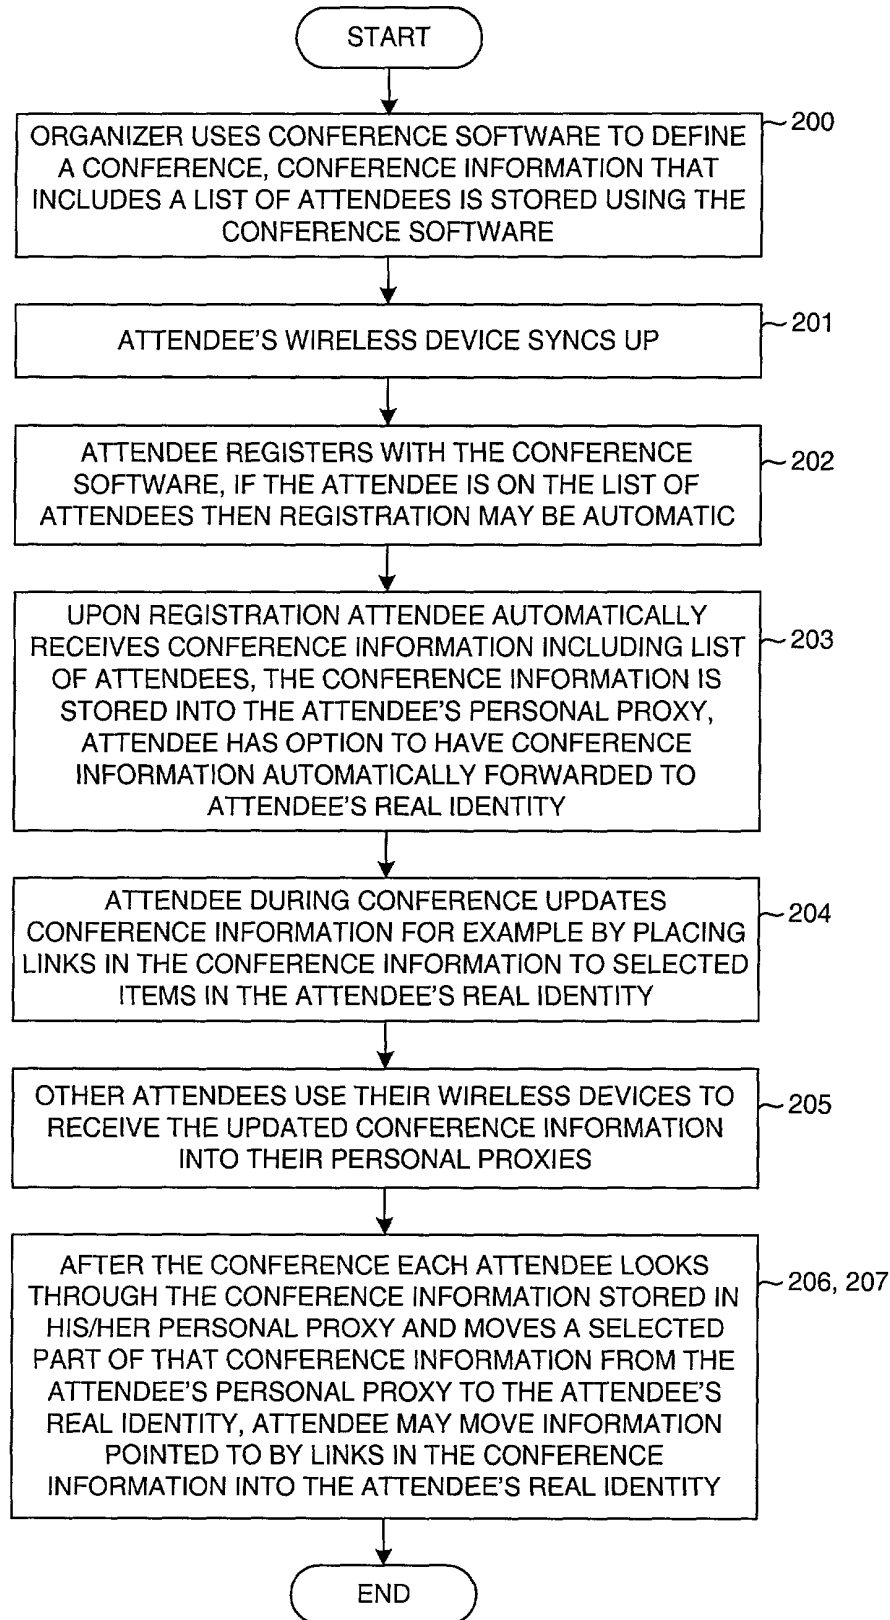 START
ORGANIZER USES CONFERENCE SOFTWARE TO DEFINE
A CONFERENCE, CONFERENCE INFORMATION THAT
INCLUDES A LIST OF ATTENDEES IS STORED USING THE
CONFERENCE SOFTWARE
200
ATTENDEE'S WIRELESS DEVICE SYNCS UP
201
ATTENDEE REGISTERS WITH THE CONFERENCE
SOFTWARE, IF THE ATTENDEE IS ON THE LIST OF
ATTENDEES THEN REGISTRATION MAY BE AUTOMATIC
202
UPON REGISTRATION ATTENDEE AUTOMATICALLY
RECEIVES CONFERENCE INFORMATION INCLUDING LIST
OF ATTENDEES, THE CONFERENCE INFORMATION IS
STORED INTO THE ATTENDEE'S PERSONAL PROXY,
ATTENDEE HAS OPTION TO HAVE CONFERENCE
INFORMATION AUTOMATICALLY FORWARDED TO
ATTENDEE'S REAL IDENTITY
203
ATTENDEE DURING CONFERENCE UPDATES
CONFERENCE INFORMATION FOR EXAMPLE BY PLACING
LINKS IN THE CONFERENCE INFORMATION TO SELECTED
ITEMS IN THE ATTENDEE'S REAL IDENTITY
204
OTHER ATTENDEES USE THEIR WIRELESS DEVICES TO
RECEIVE THE UPDATED CONFERENCE INFORMATION
INTO THEIR PERSONAL PROXIES
205
AFTER THE CONFERENCE EACH ATTENDEE LOOKS
THROUGH THE CONFERENCE INFORMATION STORED IN
HIS/HER PERSONAL PROXY AND MOVES A SELECTED
PART OF THAT CONFERENCE INFORMATION FROM THE
ATTENDEE'S PERSONAL PROXY TO THE ATTENDEE'S
REAL IDENTITY, ATTENDEE MAY MOVE INFORMATION
POINTED TO BY LINKS IN THE CONFERENCE
INFORMATION INTO THE ATTENDEE'S REAL IDENTITY
206, 207
END